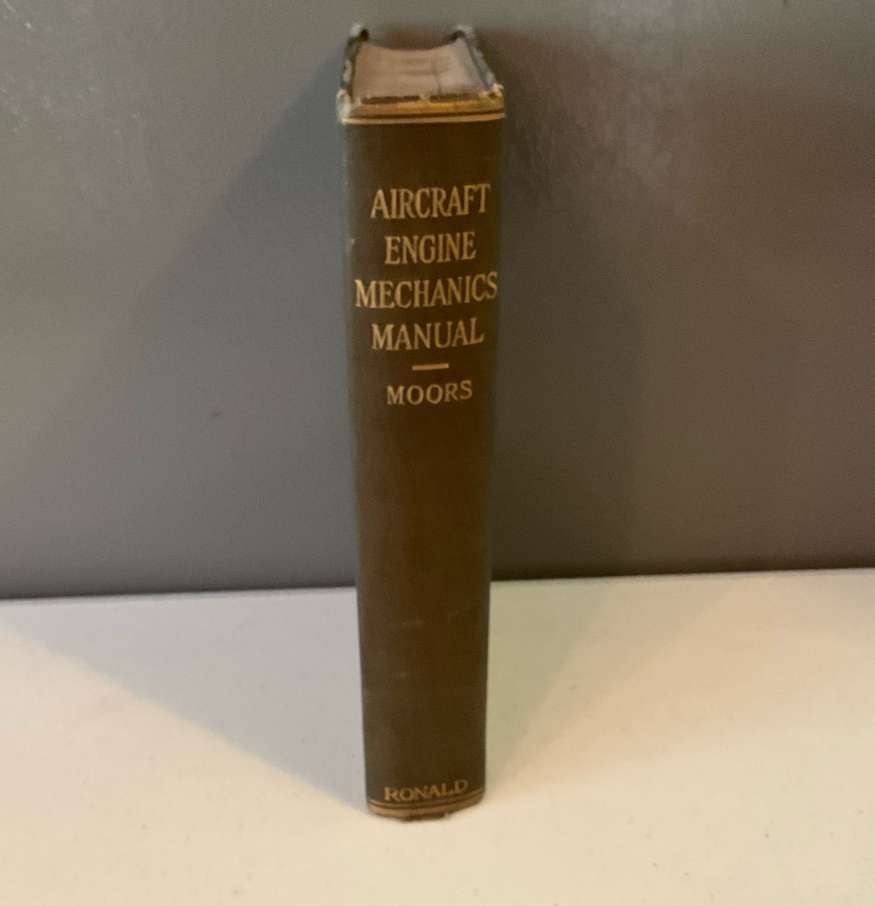 AIRCRAFT
ENGINE
MECHANICS
MANUAL
MOORS
RONALD